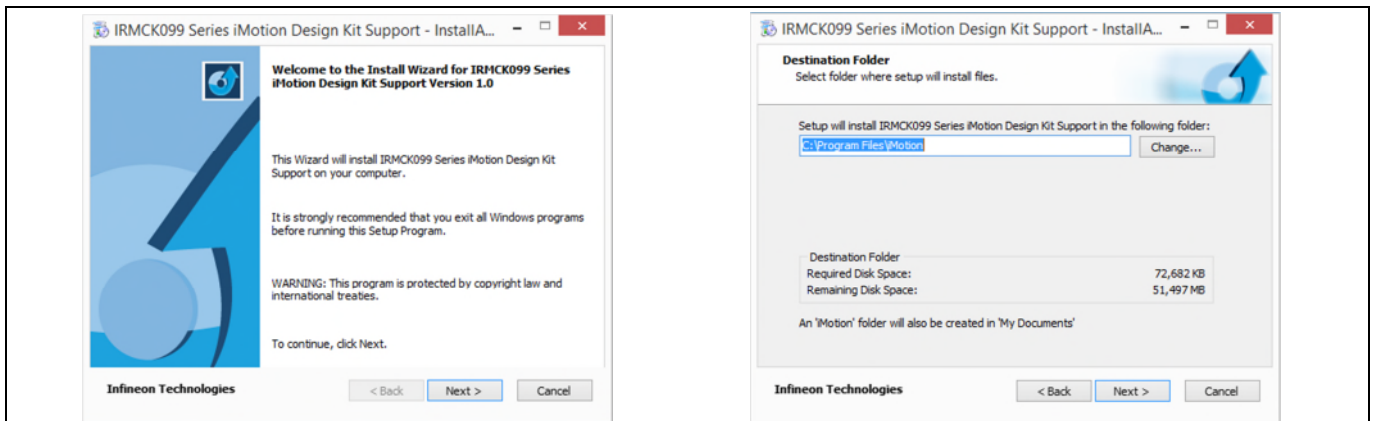 IRMCK099 Series iMotion Design Kit Support - InstallA...
Welcome to the Install Wizard for IRMCK099 Series
iMotion Design Kit Support Version 1.0
This Wizard will install IRMCK099 Series iMotion Design Kit
Support on your computer.
It is strongly recommended that you exit all Windows programs
before running this Setup Program.
WARNING: This program is protected by copyright law and
international treaties.
To continue, click Next.
Infineon Technologies
< Back
Next >
Cancel
IRMCK099 Series iMotion Design Kit Support - InstallA...
Destination Folder
Select folder where setup will install files.
Setup will install IRMCK099 Series iMotion Design Kit Support in the following folder:
C:\Program Files\iMotion
Change...
Destination Folder
Required Disk Space: 72,682 KB
Remaining Disk Space: 51,497 MB
An 'iMotion' folder will also be created in 'My Documents'
Infineon Technologies
< Back
Next >
Cancel